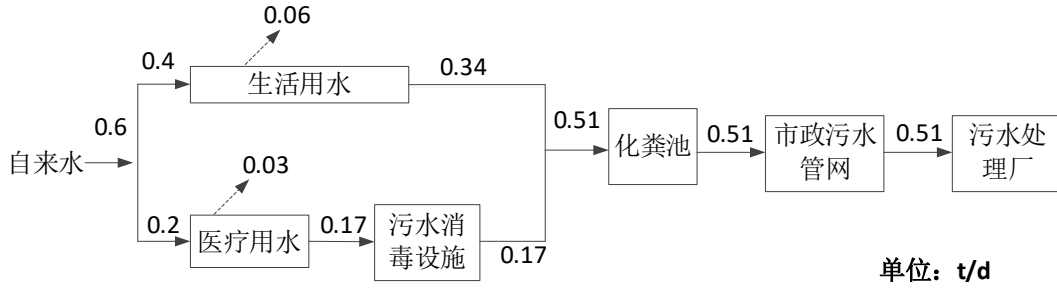 0.06
0.4
生活用水
0.34
0.6
自来水
0.03
0.2
医疗用水
0.17
污水消
毒设施
0.17
0.51
化粪池
0.51
市政污水
管网
0.51
污水处
理厂
单位：t/d